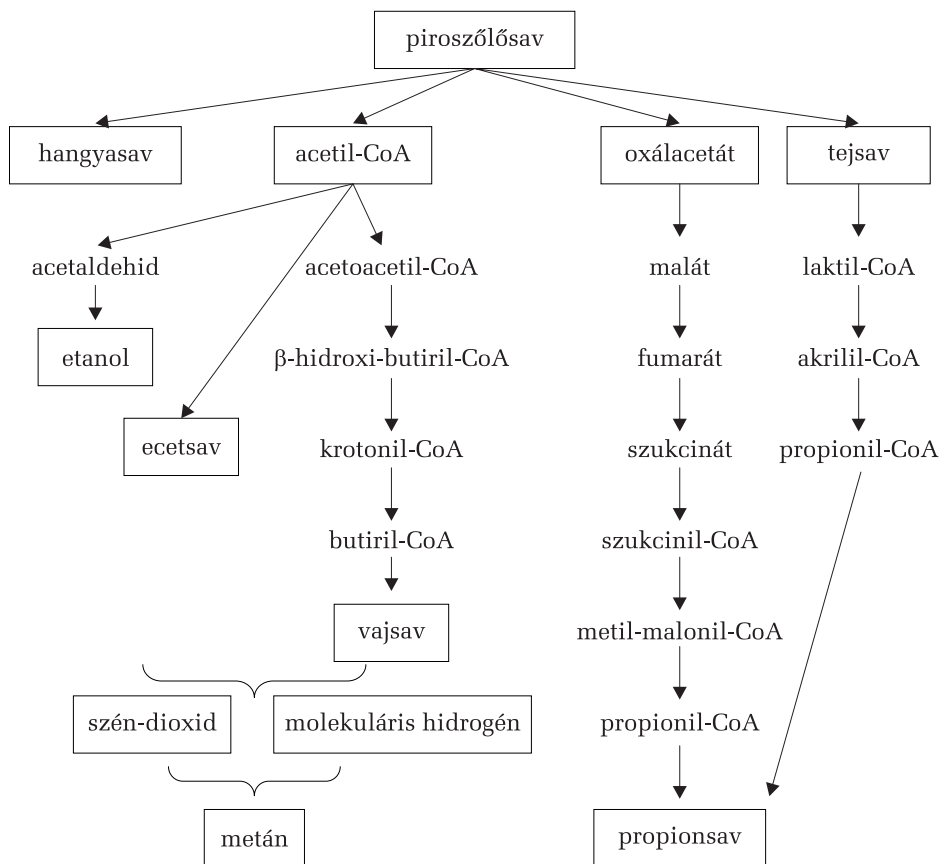 piroszőlősav
hangyasav
acetil-CoA
oxálacetát
tejsav
acetaldehid
acetoacetil-CoA
malát
laktil-CoA
etanol
β-hidroxi-butiril-CoA
fumarát
akrilil-CoA
ecetsav
krotonil-CoA
szukcinát
propionil-CoA
butiril-CoA
szukcinil-CoA
vajsav
metil-malonil-CoA
szén-dioxid
molekuláris hidrogén
propionil-CoA
metán
propionsav